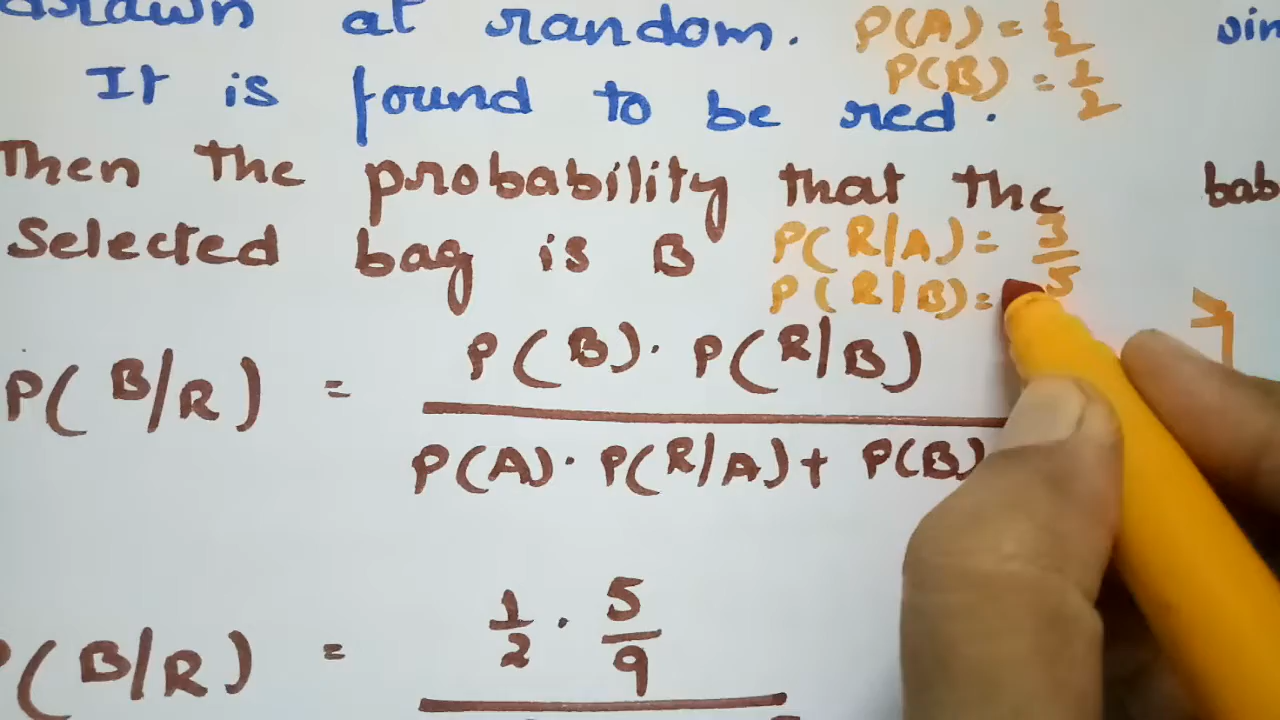 drawn at random. P(A) = 1/2
It is found to be red. P(B) = 1/2
Then the probability that the
Selected bag is B P(R|A) = 3/5
P(R|B) =
P(B/R) = P(B). P(R|B)
P(A). P(R|A) + P(B)
P(B/R) = 1/2 . 5/9